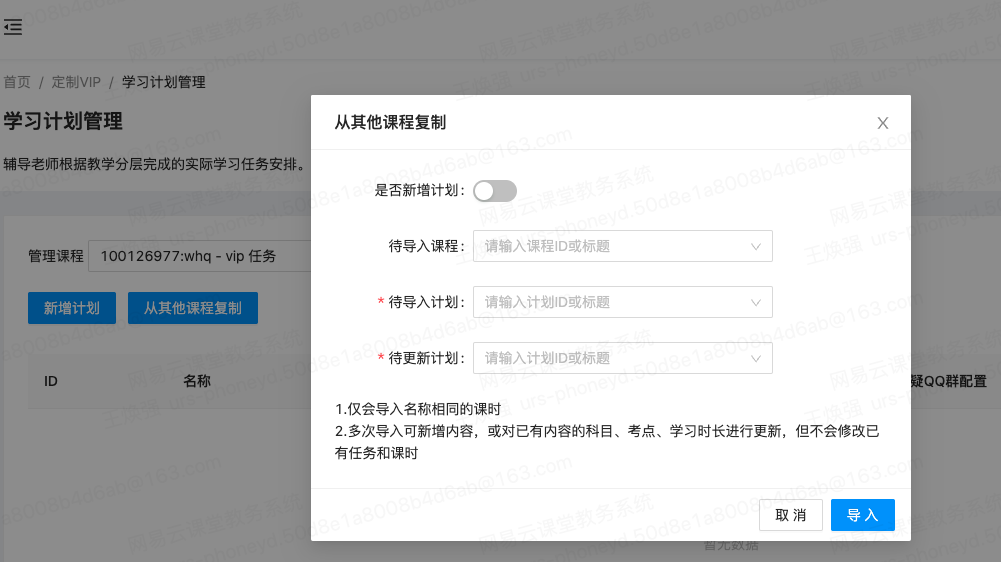 首页 / 定制VIP / 学习计划管理
学习计划管理
辅导老师根据教学分层完成的实际学习任务安排。
管理课程 100126977:whq - vip 任务
新增计划 从其他课程复制
ID 名称 疑QQ群配置
暂无数据
从其他课程复制
是否新增计划:
待导入课程: 请输入课程ID或标题
* 待导入计划: 请输入计划ID或标题
* 待更新计划: 请输入计划ID或标题
1.仅会导入名称相同的课时
2.多次导入可新增内容，或对已有内容的科目、考点、学习时长进行更新，但不会修改已
有任务和课时
取 消 导 入
网易云课堂教务系统
王焕强 urs-phoneyd.50d8e1a8008b4d6ab@163.com